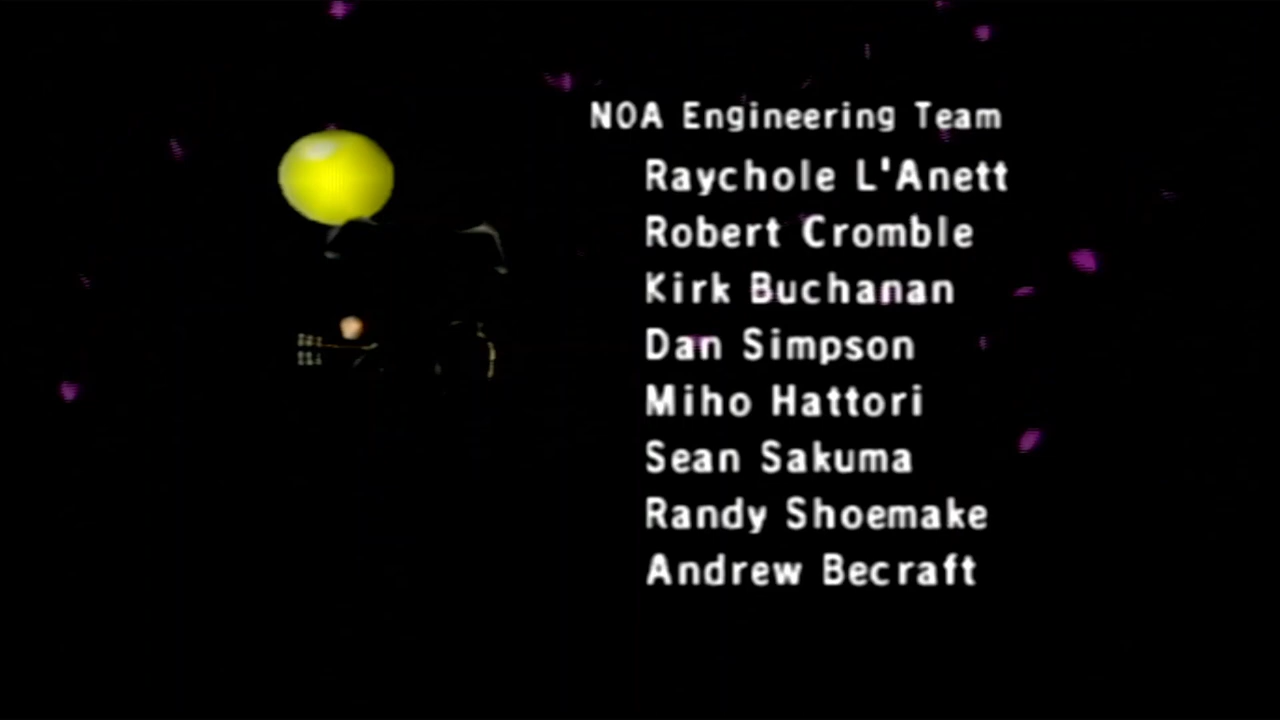 NOA Engineering Team
Raychole L'Anett
Robert Cromble
Kirk Buchanan
Dan Simpson
Miho Hattori
Sean Sakuma
Randy Shoemake
Andrew Becraft